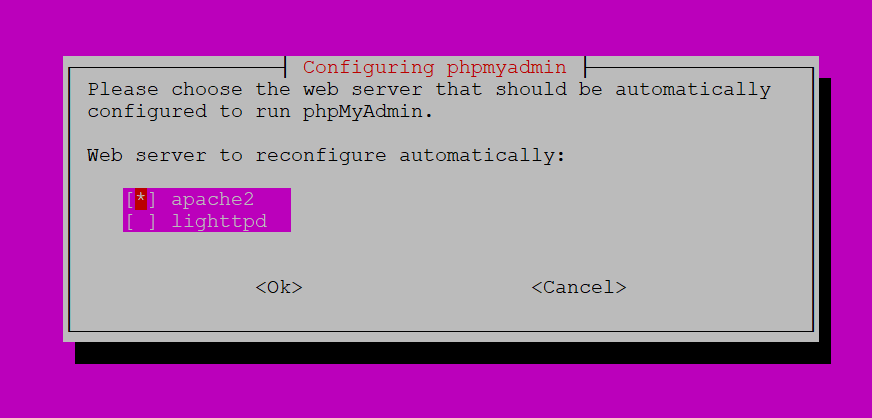 Configuring phpmyadmin
Please choose the web server that should be automatically
configured to run phpMyAdmin.
Web server to reconfigure automatically:
[*] apache2
[ ] lighttpd
<Ok> <Cancel>